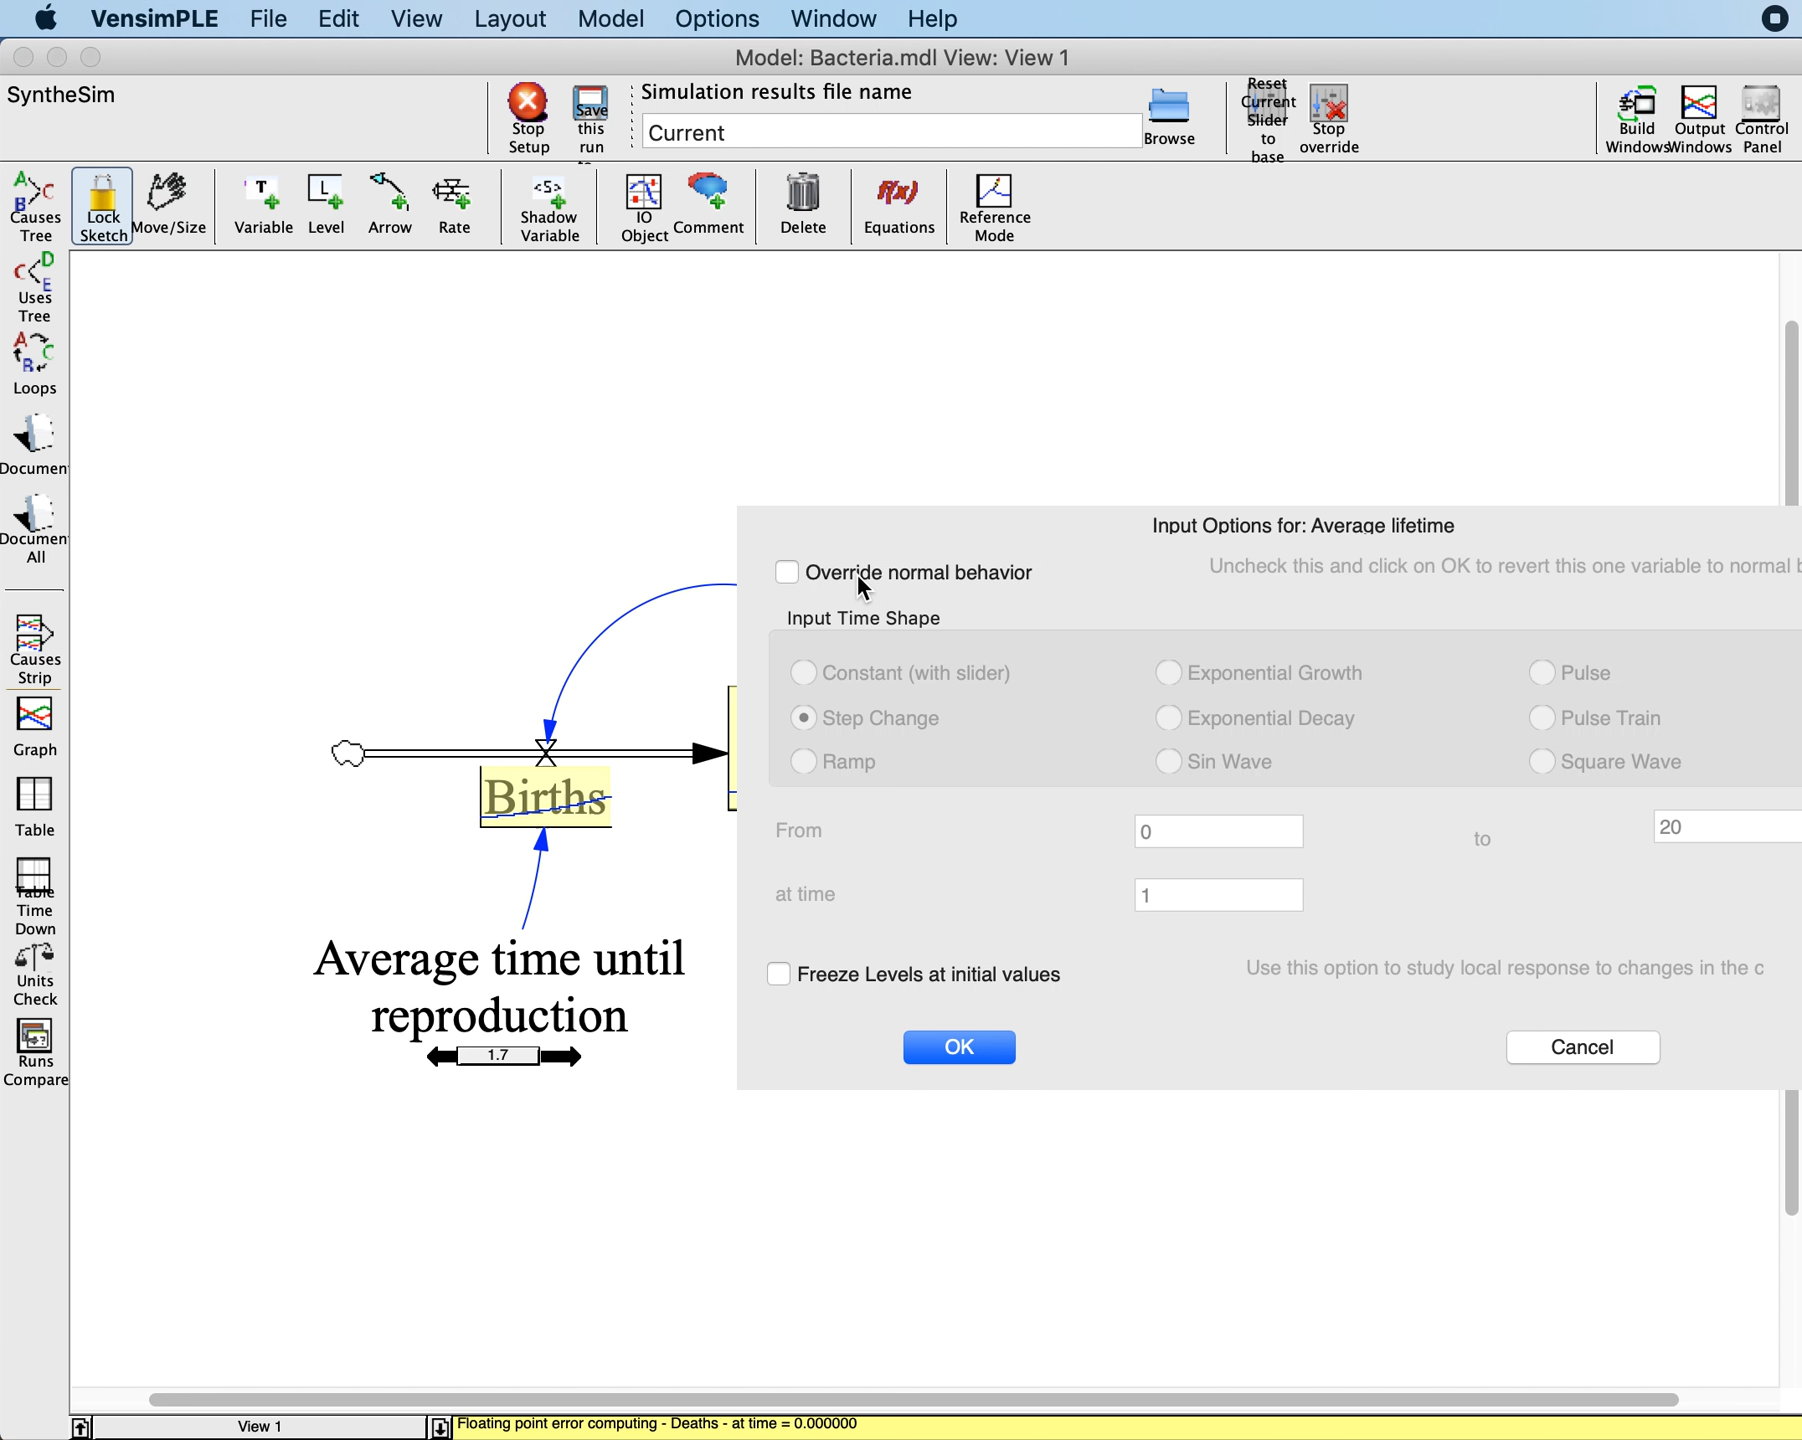 VensimPLE File Edit View Layout Model Options Window Help
Model: Bacteria.mdl View: View 1
SyntheSim
Stop
Setup
Save
this
run
Simulation results file name
Current
Browse
Reset
Current
Slider
to
base
Stop
override
Build
Windows
Output
Windows
Control
Panel
A
B
C
Causes
Tree
Lock
Sketch
Move/Size
T
Variable
L
Level
Arrow
Rate
<S>
Shadow
Variable
IO
Object
Comment
Delete
f(x)
Equations
Reference
Mode
C
D
E
Uses
Tree
A
C
B
Loops
Documen
Documen
All
Causes
Strip
Graph
Table
Table
Time
Down
Units
Check
Runs
Compare
Births
Average time until
reproduction
1.7
Input Options for: Average lifetime
Override normal behavior
Uncheck this and click on OK to revert this one variable to normal b
Input Time Shape
Constant (with slider) Exponential Growth Pulse
Step Change Exponential Decay Pulse Train
Ramp Sin Wave Square Wave
From 0 to 20
at time 1
Freeze Levels at initial values
Use this option to study local response to changes in the c
OK Cancel
View 1
Floating point error computing - Deaths - at time = 0.000000